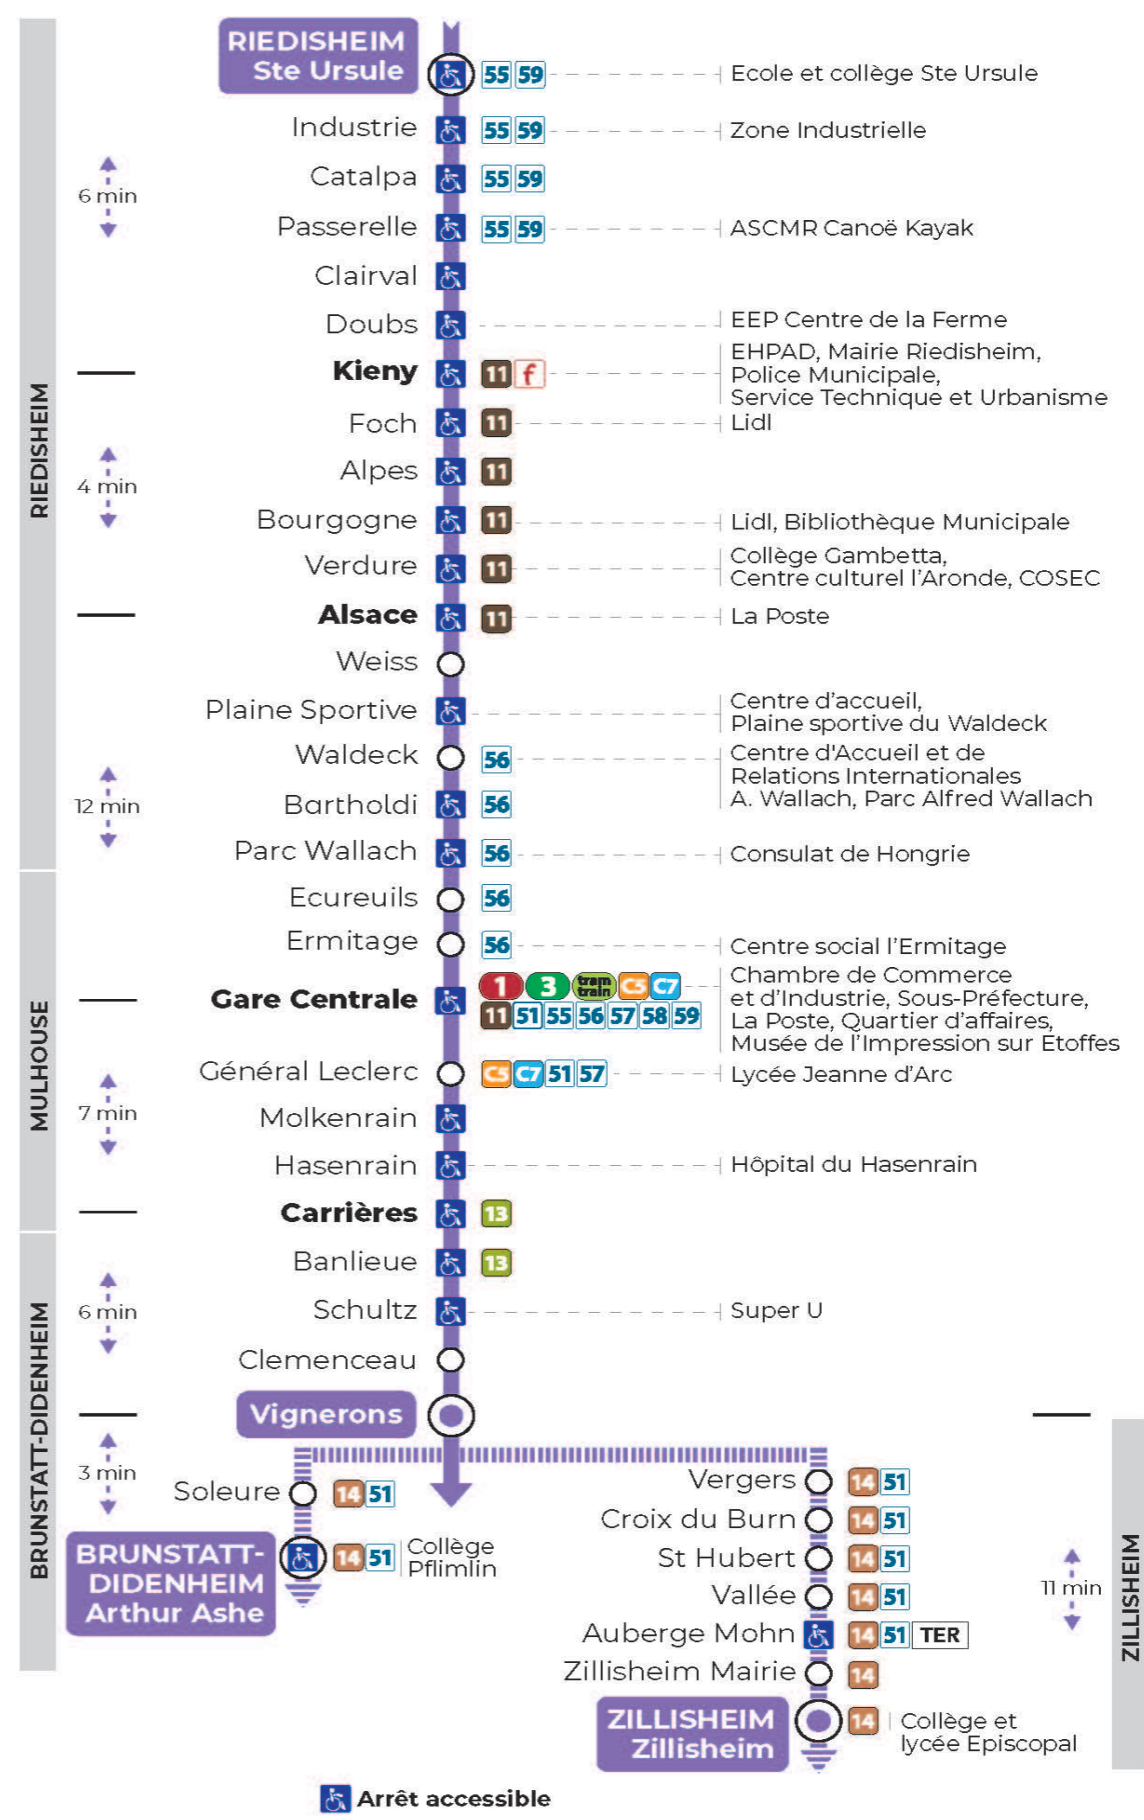 RIEDISHEIM
Ste Ursule
55 59
Ecole et collège Ste Ursule
Industrie
55 59
Zone Industrielle
Catalpa
55 59
6 min
Passerelle
55 59
ASCMR Canoë Kayak
Clairval
Doubs
EEP Centre de la Ferme
Kieny
11 f
EHPAD, Mairie Riedisheim,
Police Municipale,
Service Technique et Urbanisme
Foch
11
Lidl
RIEDISHEIM
Alpes
11
4 min
Bourgogne
11
Lidl, Bibliothèque Municipale
Verdure
11
Collège Gambetta,
Centre culturel l'Aronde, COSEC
Alsace
11
La Poste
Weiss
Plaine Sportive
Centre d'accueil,
Plaine sportive du Waldeck
Waldeck
56
Centre d'Accueil et de
Relations Internationales
A. Wallach, Parc Alfred Wallach
12 min
Bartholdi
56
Parc Wallach
56
Consulat de Hongrie
Ecureuils
56
Ermitage
56
Centre social l'Ermitage
Gare Centrale
1 3 tram train C5 C7
11 51 55 56 57 58 59
Chambre de Commerce
et d'Industrie, Sous-Préfecture,
La Poste, Quartier d'affaires,
Musée de l'Impression sur Etoffes
MULHOUSE
Général Leclerc
C5 C7 51 57
Lycée Jeanne d'Arc
7 min
Molkenrain
Hasenrain
Hôpital du Hasenrain
Carrières
13
Banlieue
13
6 min
Schultz
Super U
Clemenceau
BRUNSTATT-DIDENHEIM
Vignerons
3 min
Soleure
14 51
BRUNSTATT-
DIDENHEIM
Arthur Ashe
14 51
Collège
Pflimlin
Vergers
14 51
Croix du Burn
14 51
St Hubert
14 51
Vallée
14 51
11 min
ZILLISHEIM
Auberge Mohn
14 51 TER
Zillisheim Mairie
14
ZILLISHEIM
Zillisheim
14
Collège et
lycée Episcopal
Arrêt accessible